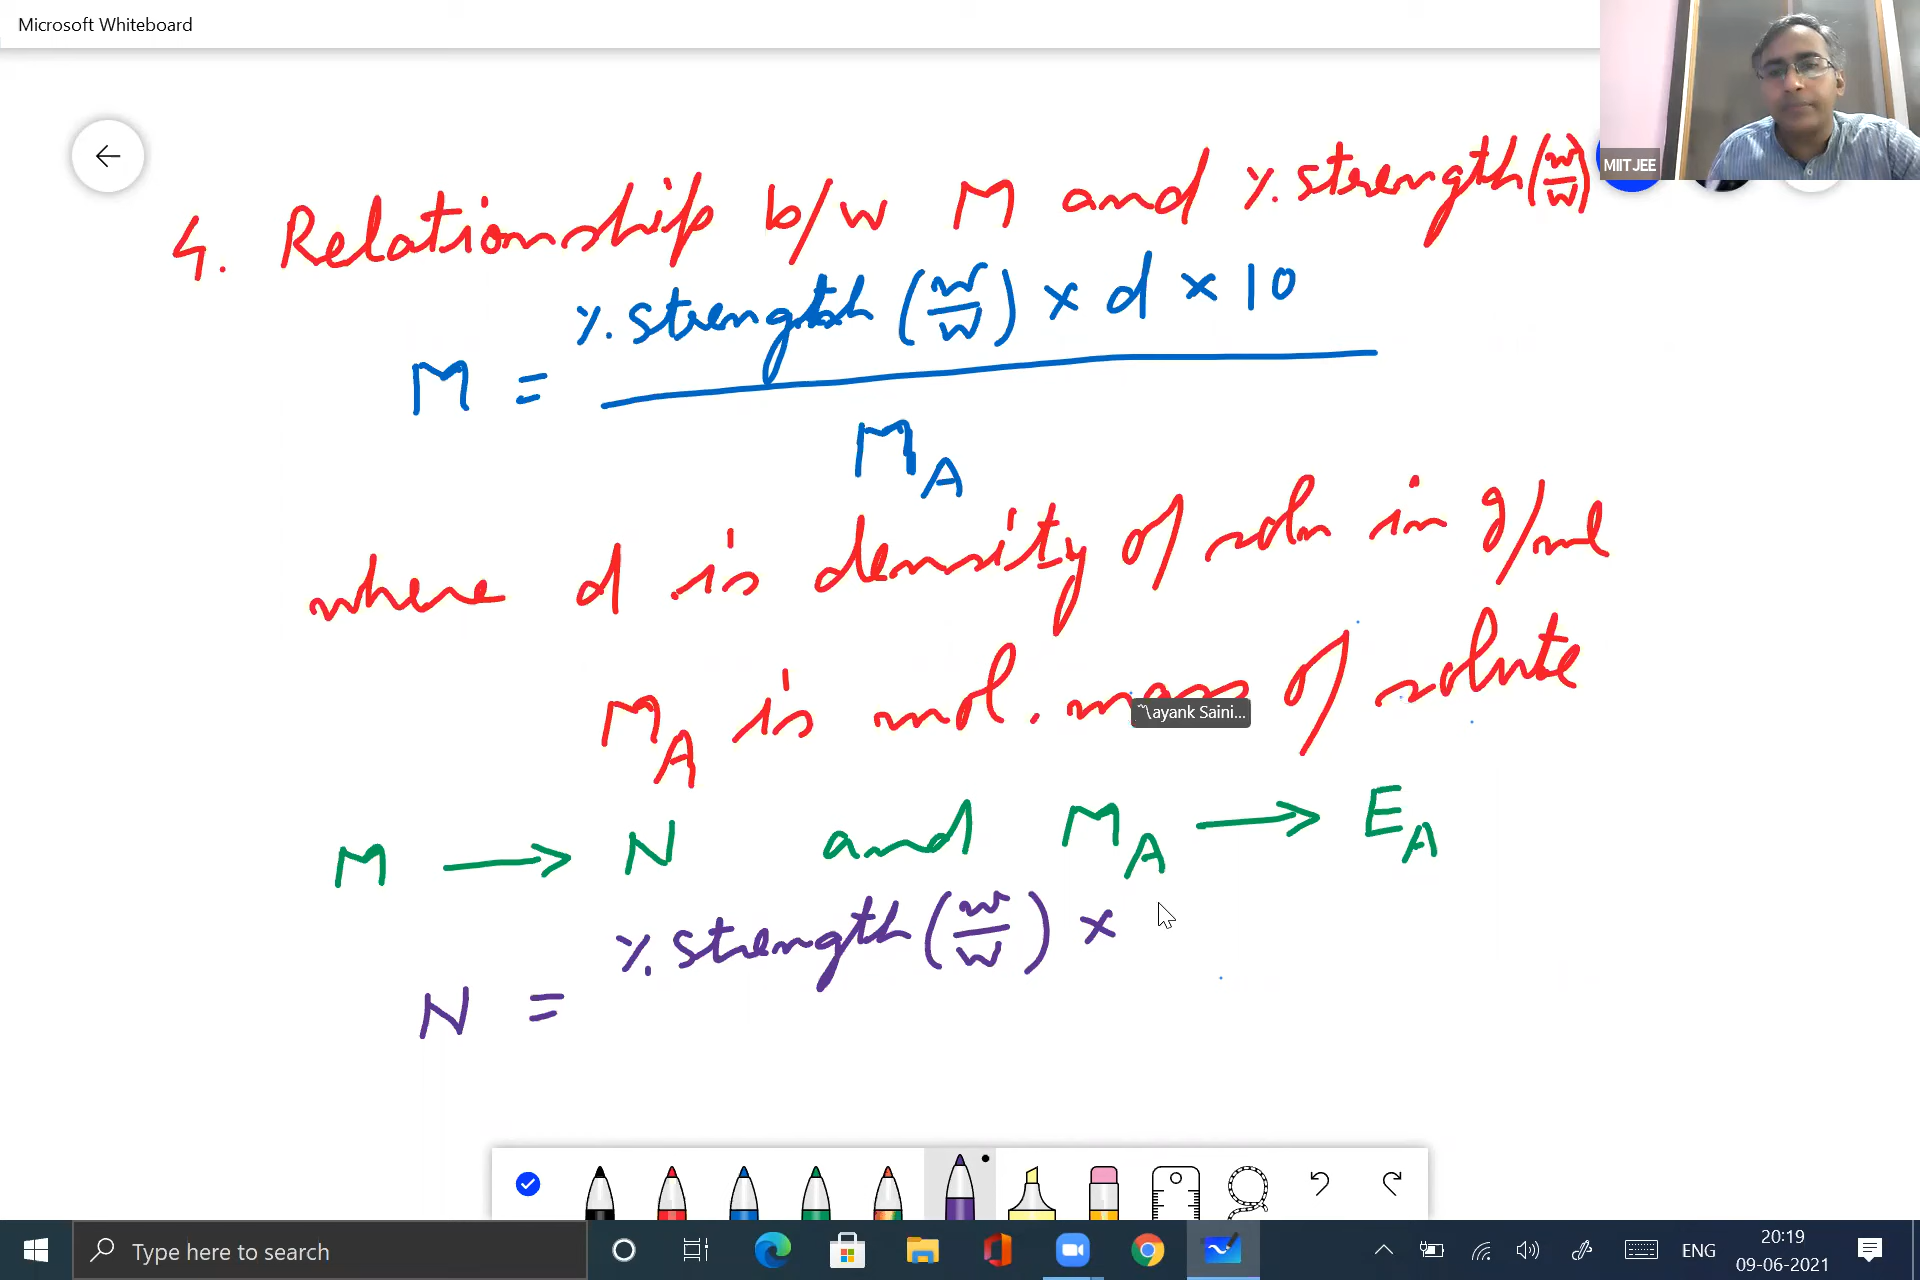 Microsoft Whiteboard
MIIT JEE
4. Relationship b/w M and %. strength (w/W)
%. strength (w/W) × d × 10
M =
M_A
where d is density of soln in g/ml
M_A is mol. mass of solute
ayank Saini...
M → N and M_A → E_A
%. strength (w/W) ×
N =
Type here to search
ENG
20:19
09-06-2021